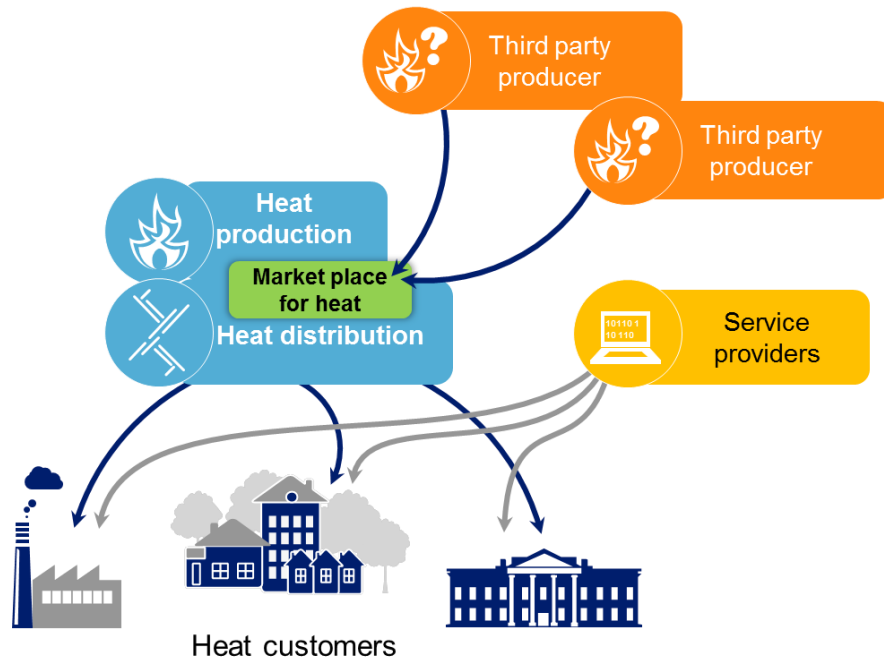 Third party
producer
Third party
producer
Heat
production
Market place
for heat
Heat distribution
10110 1
10 110
Service
providers
Heat customers